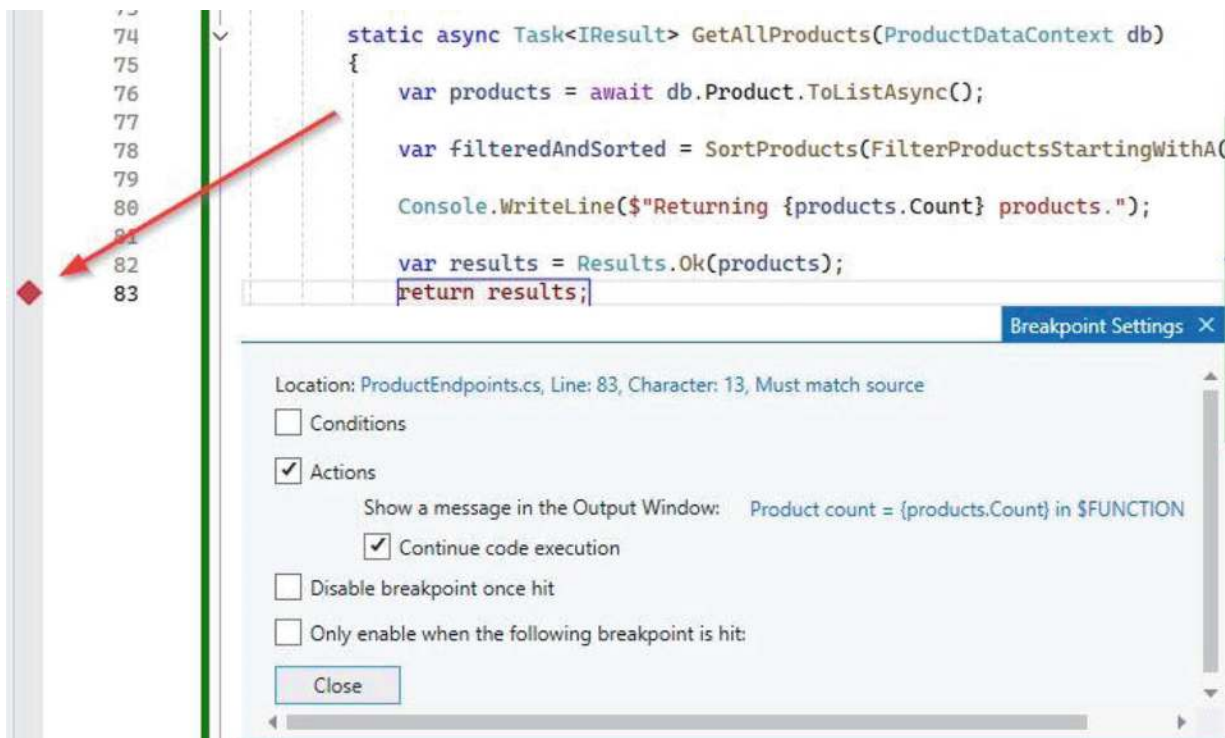 74 static async Task<IResult> GetAllProducts(ProductDataContext db)
75 {
76 var products = await db.Product.ToListAsync();
77
78 var filteredAndSorted = SortProducts(FilterProductsStartingWithA(
79
80 Console.WriteLine($"Returning {products.Count} products.");
81
82 var results = Results.Ok(products);
83 return results;
Breakpoint Settings
Location: ProductEndpoints.cs, Line: 83, Character: 13, Must match source
Conditions
Actions
Show a message in the Output Window: Product count = {products.Count} in $FUNCTION
Continue code execution
Disable breakpoint once hit
Only enable when the following breakpoint is hit:
Close